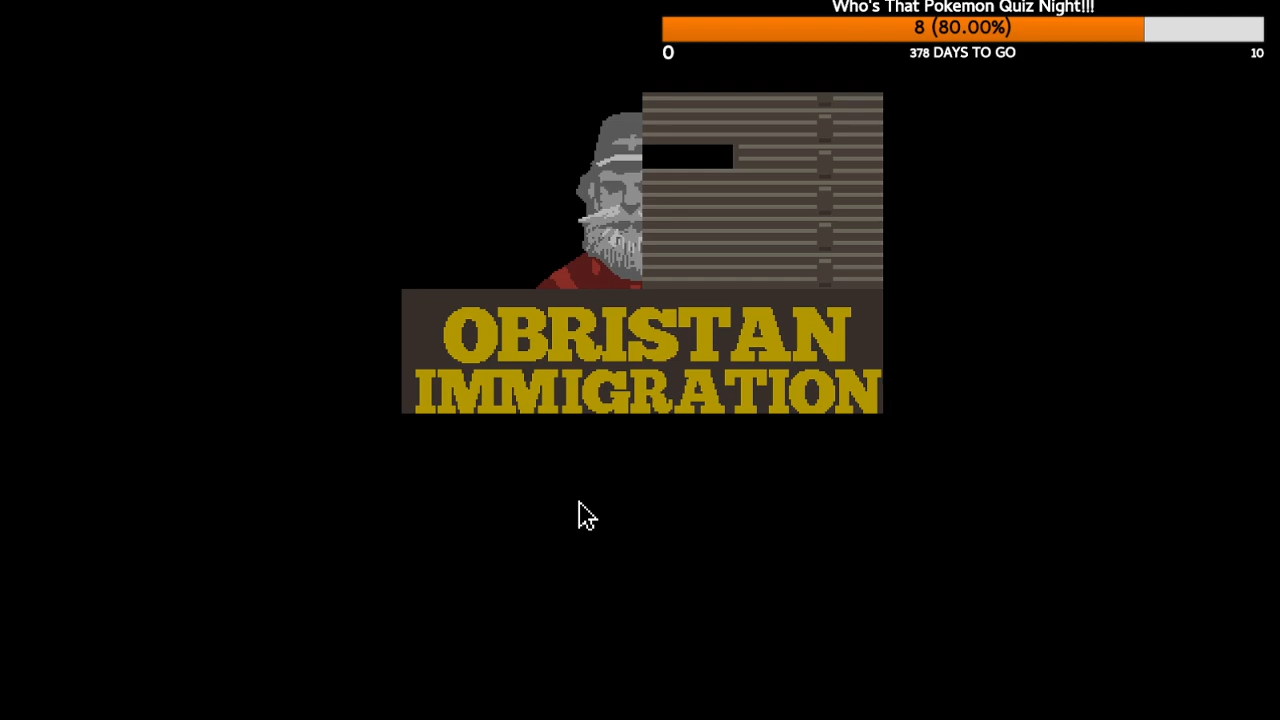 Who's That Pokemon Quiz Night!!!
8 (80.00%)
0 378 DAYS TO GO 10
OBRISTAN
IMMIGRATION